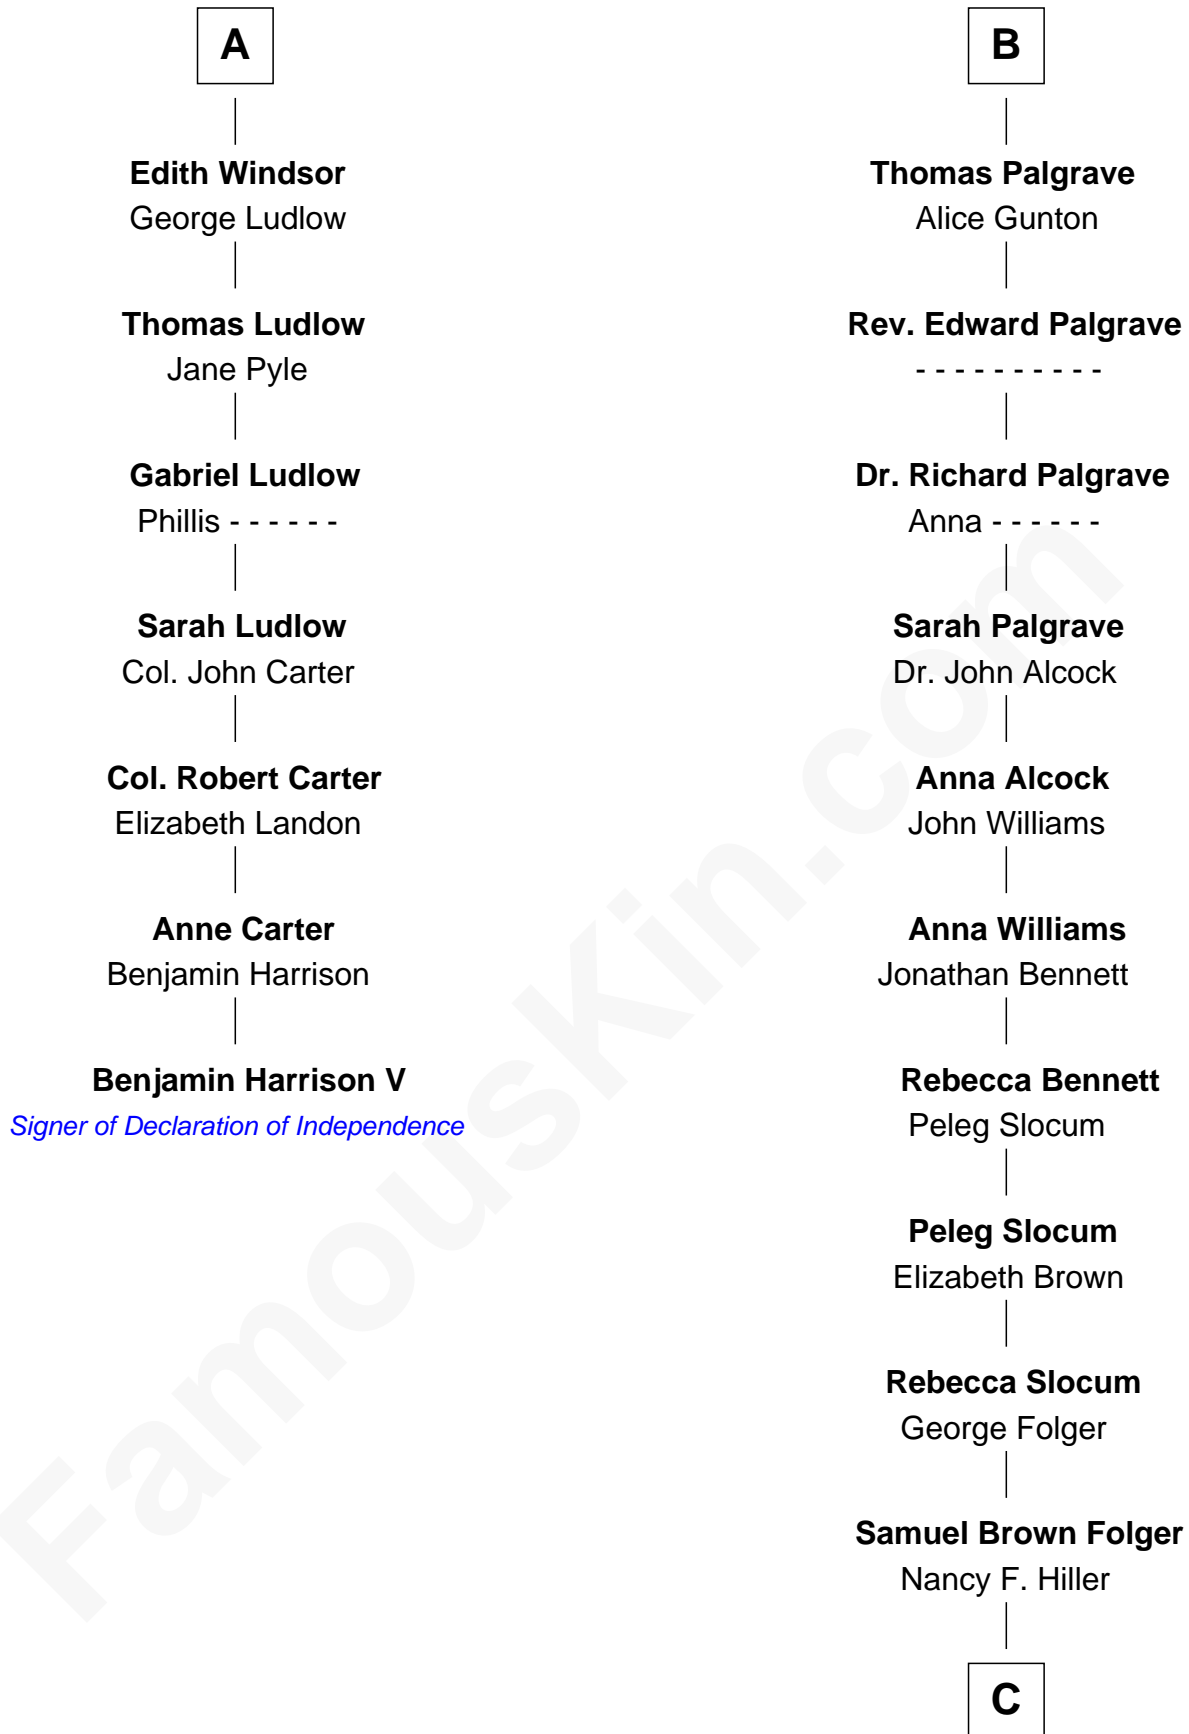 A
Edith Windsor
George Ludlow
Thomas Ludlow
Jane Pyle
Gabriel Ludlow
Phillis - - - - - -
Sarah Ludlow
Col. John Carter
Col. Robert Carter
Elizabeth Landon
Anne Carter
Benjamin Harrison
Benjamin Harrison V
Signer of Declaration of Independence
B
Thomas Palgrave
Alice Gunton
Rev. Edward Palgrave
- - - - - - - - - -
Dr. Richard Palgrave
Anna - - - - - -
Sarah Palgrave
Dr. John Alcock
Anna Alcock
John Williams
Anna Williams
Jonathan Bennett
Rebecca Bennett
Peleg Slocum
Peleg Slocum
Elizabeth Brown
Rebecca Slocum
George Folger
Samuel Brown Folger
Nancy F. Hiller
C
FamousKin.com